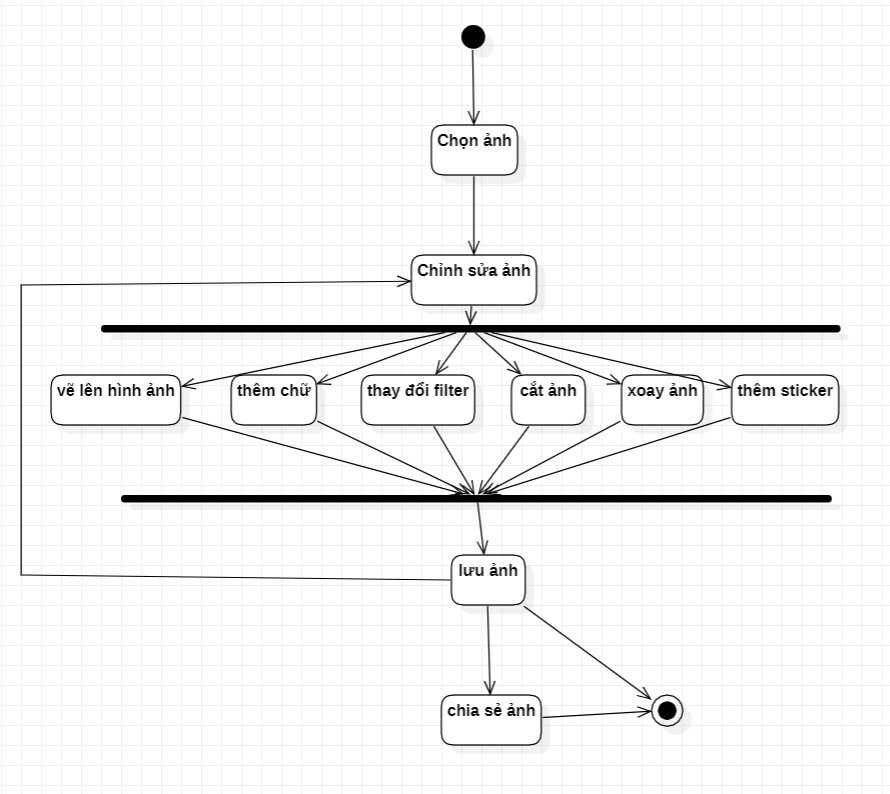 Chọn ảnh
Chỉnh sửa ảnh
vẽ lên hình ảnh
thêm chữ
thay đổi filter
cắt ảnh
xoay ảnh
thêm sticker
lưu ảnh
chia sẻ ảnh